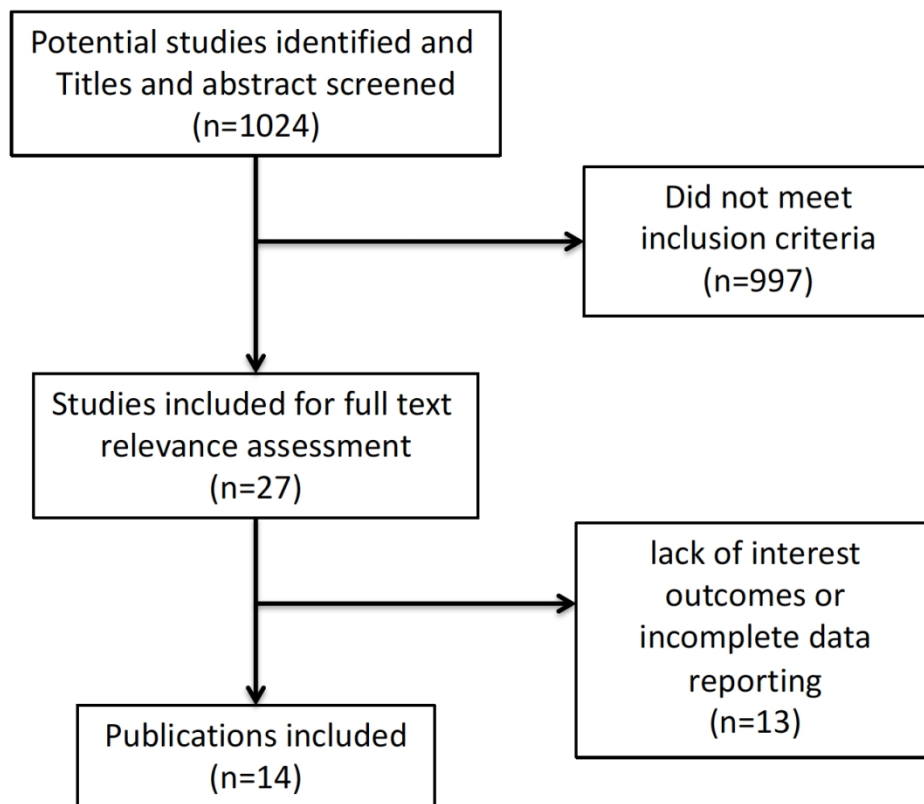 Potential studies identified and
Titles and abstract screened
(n=1024)
Did not meet
inclusion criteria
(n=997)
Studies included for full text
relevance assessment
(n=27)
lack of interest
outcomes or
incomplete data
reporting
(n=13)
Publications included
(n=14)